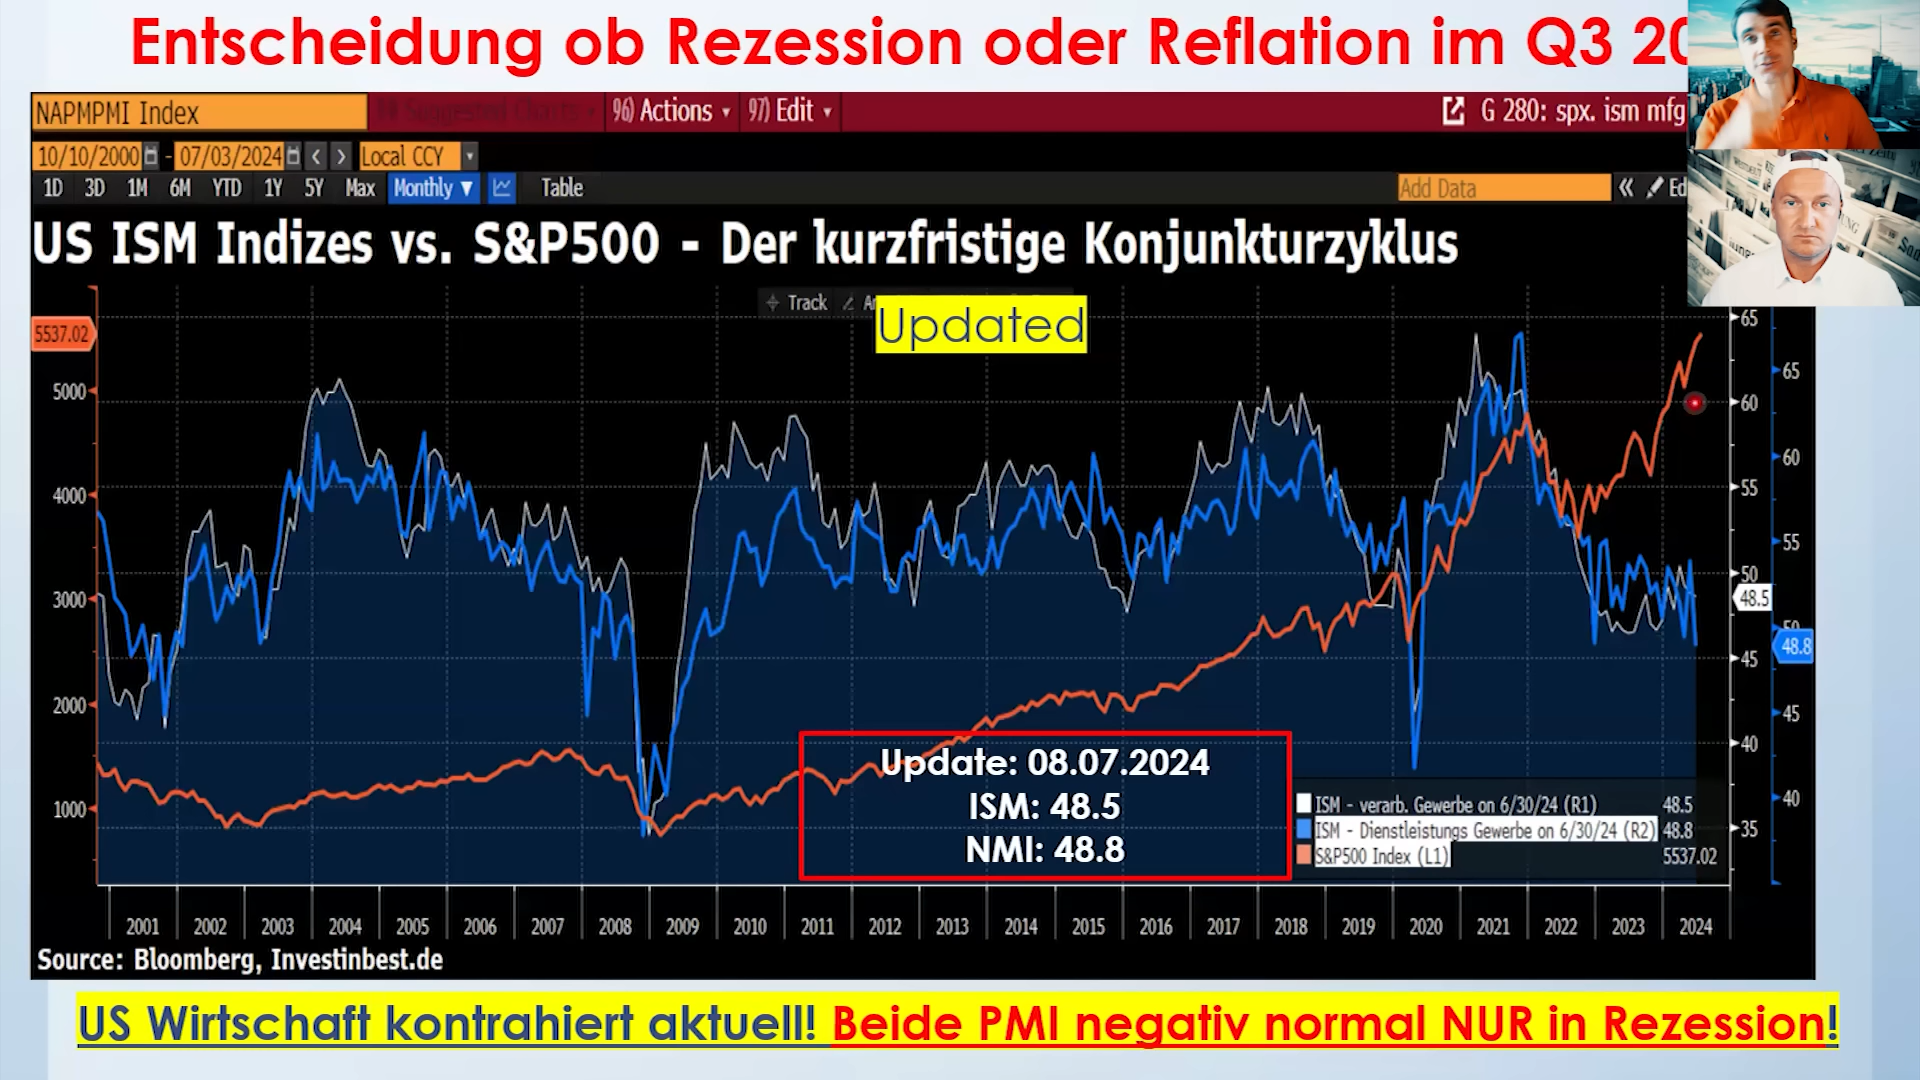 Entscheidung ob Rezession oder Reflation im Q3 20
NAPMPMI Index
96) Actions
97) Edit
G 280: spx. ism mfg
10/10/2000 - 07/03/2024
Local CCY
1D 3D 1M 6M YTD 1Y 5Y Max Monthly ▼ Table
Add Data
« Ed
US ISM Indizes vs. S&P500 - Der kurzfristige Konjunkturzyklus
Track
Updated
5537.02
5000
4000
3000
2000
1000
65
60
55
50
48.5
45
40
35
65
60
55
50
48.8
45
40
Update: 08.07.2024
ISM: 48.5
NMI: 48.8
ISM - verarb. Gewerbe on 6/30/24 (R1) 48.5
ISM - Dienstleistungs Gewerbe on 6/30/24 (R2) 48.8
S&P500 Index (L1) 5537.02
2001 2002 2003 2004 2005 2006 2007 2008 2009 2010 2011 2012 2013 2014 2015 2016 2017 2018 2019 2020 2021 2022 2023 2024
Source: Bloomberg, Investinbest.de
US Wirtschaft kontrahiert aktuell! Beide PMI negativ normal NUR in Rezession!